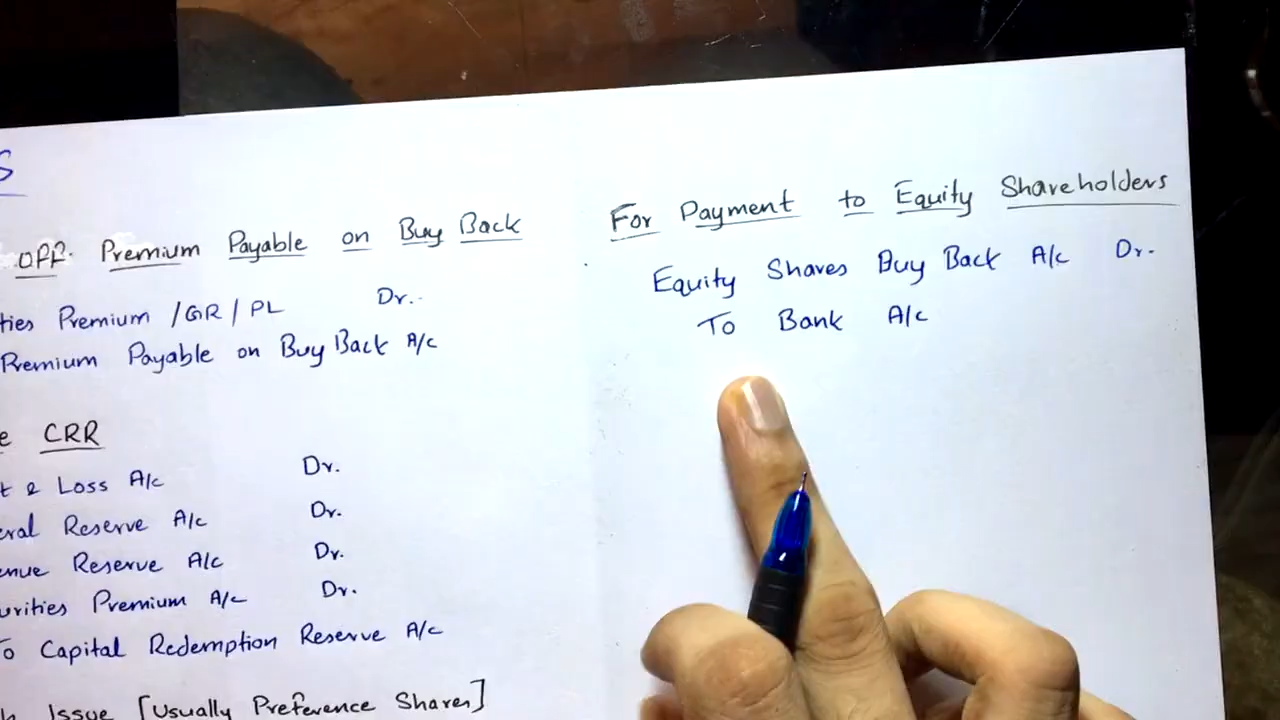 S
OFF. Premium Payable on Buy Back
ties Premium /GR / PL Dr..
Premium Payable on Buy Back A/c
e CRR
t & Loss A/c Dr.
eral Reserve A/c Dr.
enue Reserve A/c Dr.
urities Premium A/c Dr.
To Capital Redemption Reserve A/c
Issue [Usually Preference Shares]
For Payment to Equity Shareholders
Equity Shares Buy Back A/c Dr.
To Bank A/c